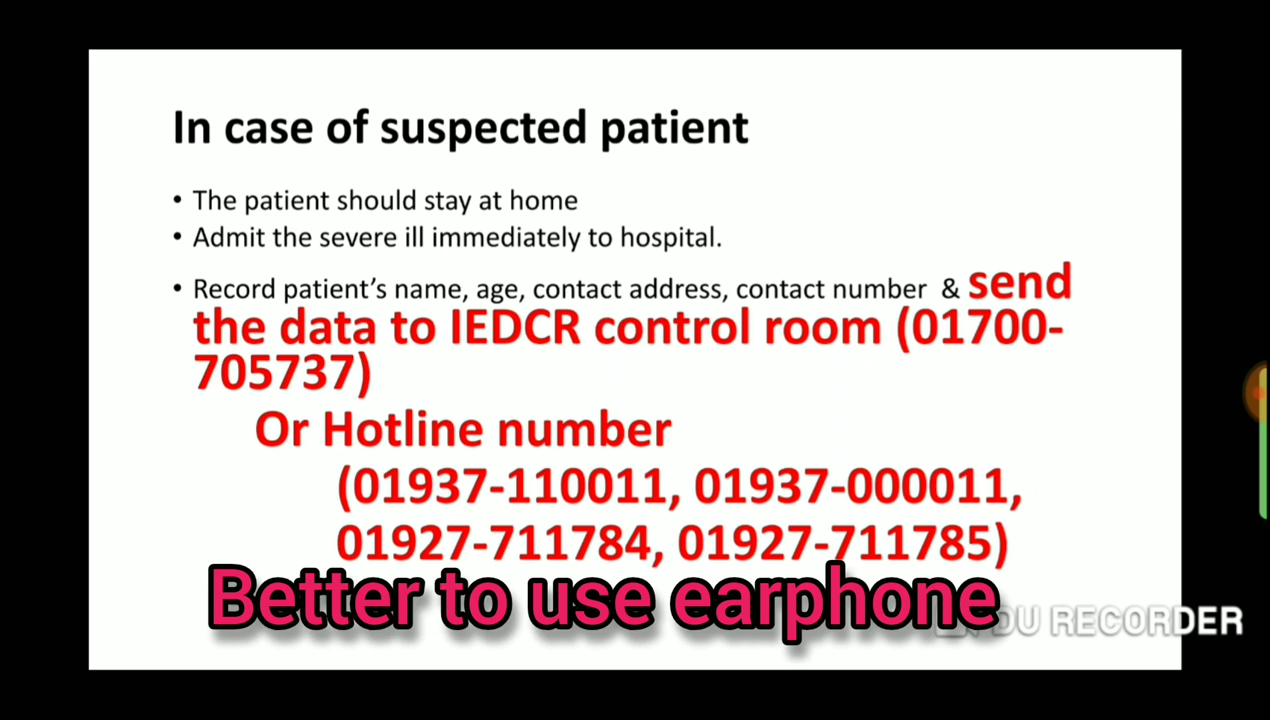 In case of suspected patient
• The patient should stay at home
• Admit the severe ill immediately to hospital.
• Record patient's name, age, contact address, contact number & send
the data to IEDCR control room (01700-
705737)
Or Hotline number
(01937-110011, 01937-000011,
01927-711784, 01927-711785)
Better to use earphone
DU RECORDER